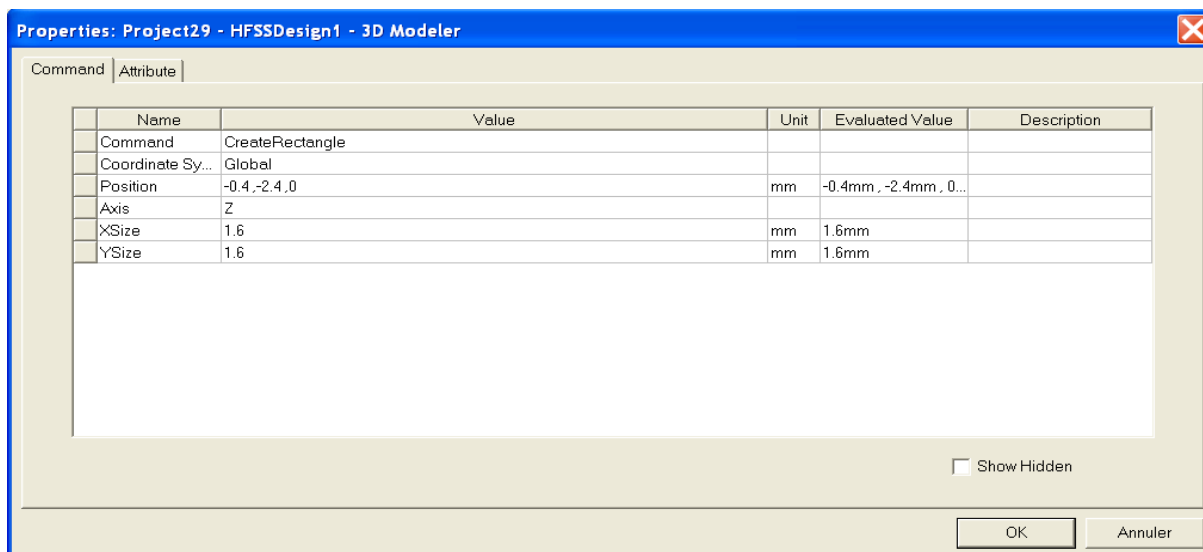 Properties: Project29 - HFSSDesign1 - 3D Modeler
Command Attribute
Name Value Unit Evaluated Value Description
Command CreateRectangle
Coordinate Sy... Global
Position -0.4 ,-2.4 ,0 mm -0.4mm , -2.4mm , 0...
Axis Z
XSize 1.6 mm 1.6mm
YSize 1.6 mm 1.6mm
Show Hidden
OK Annuler